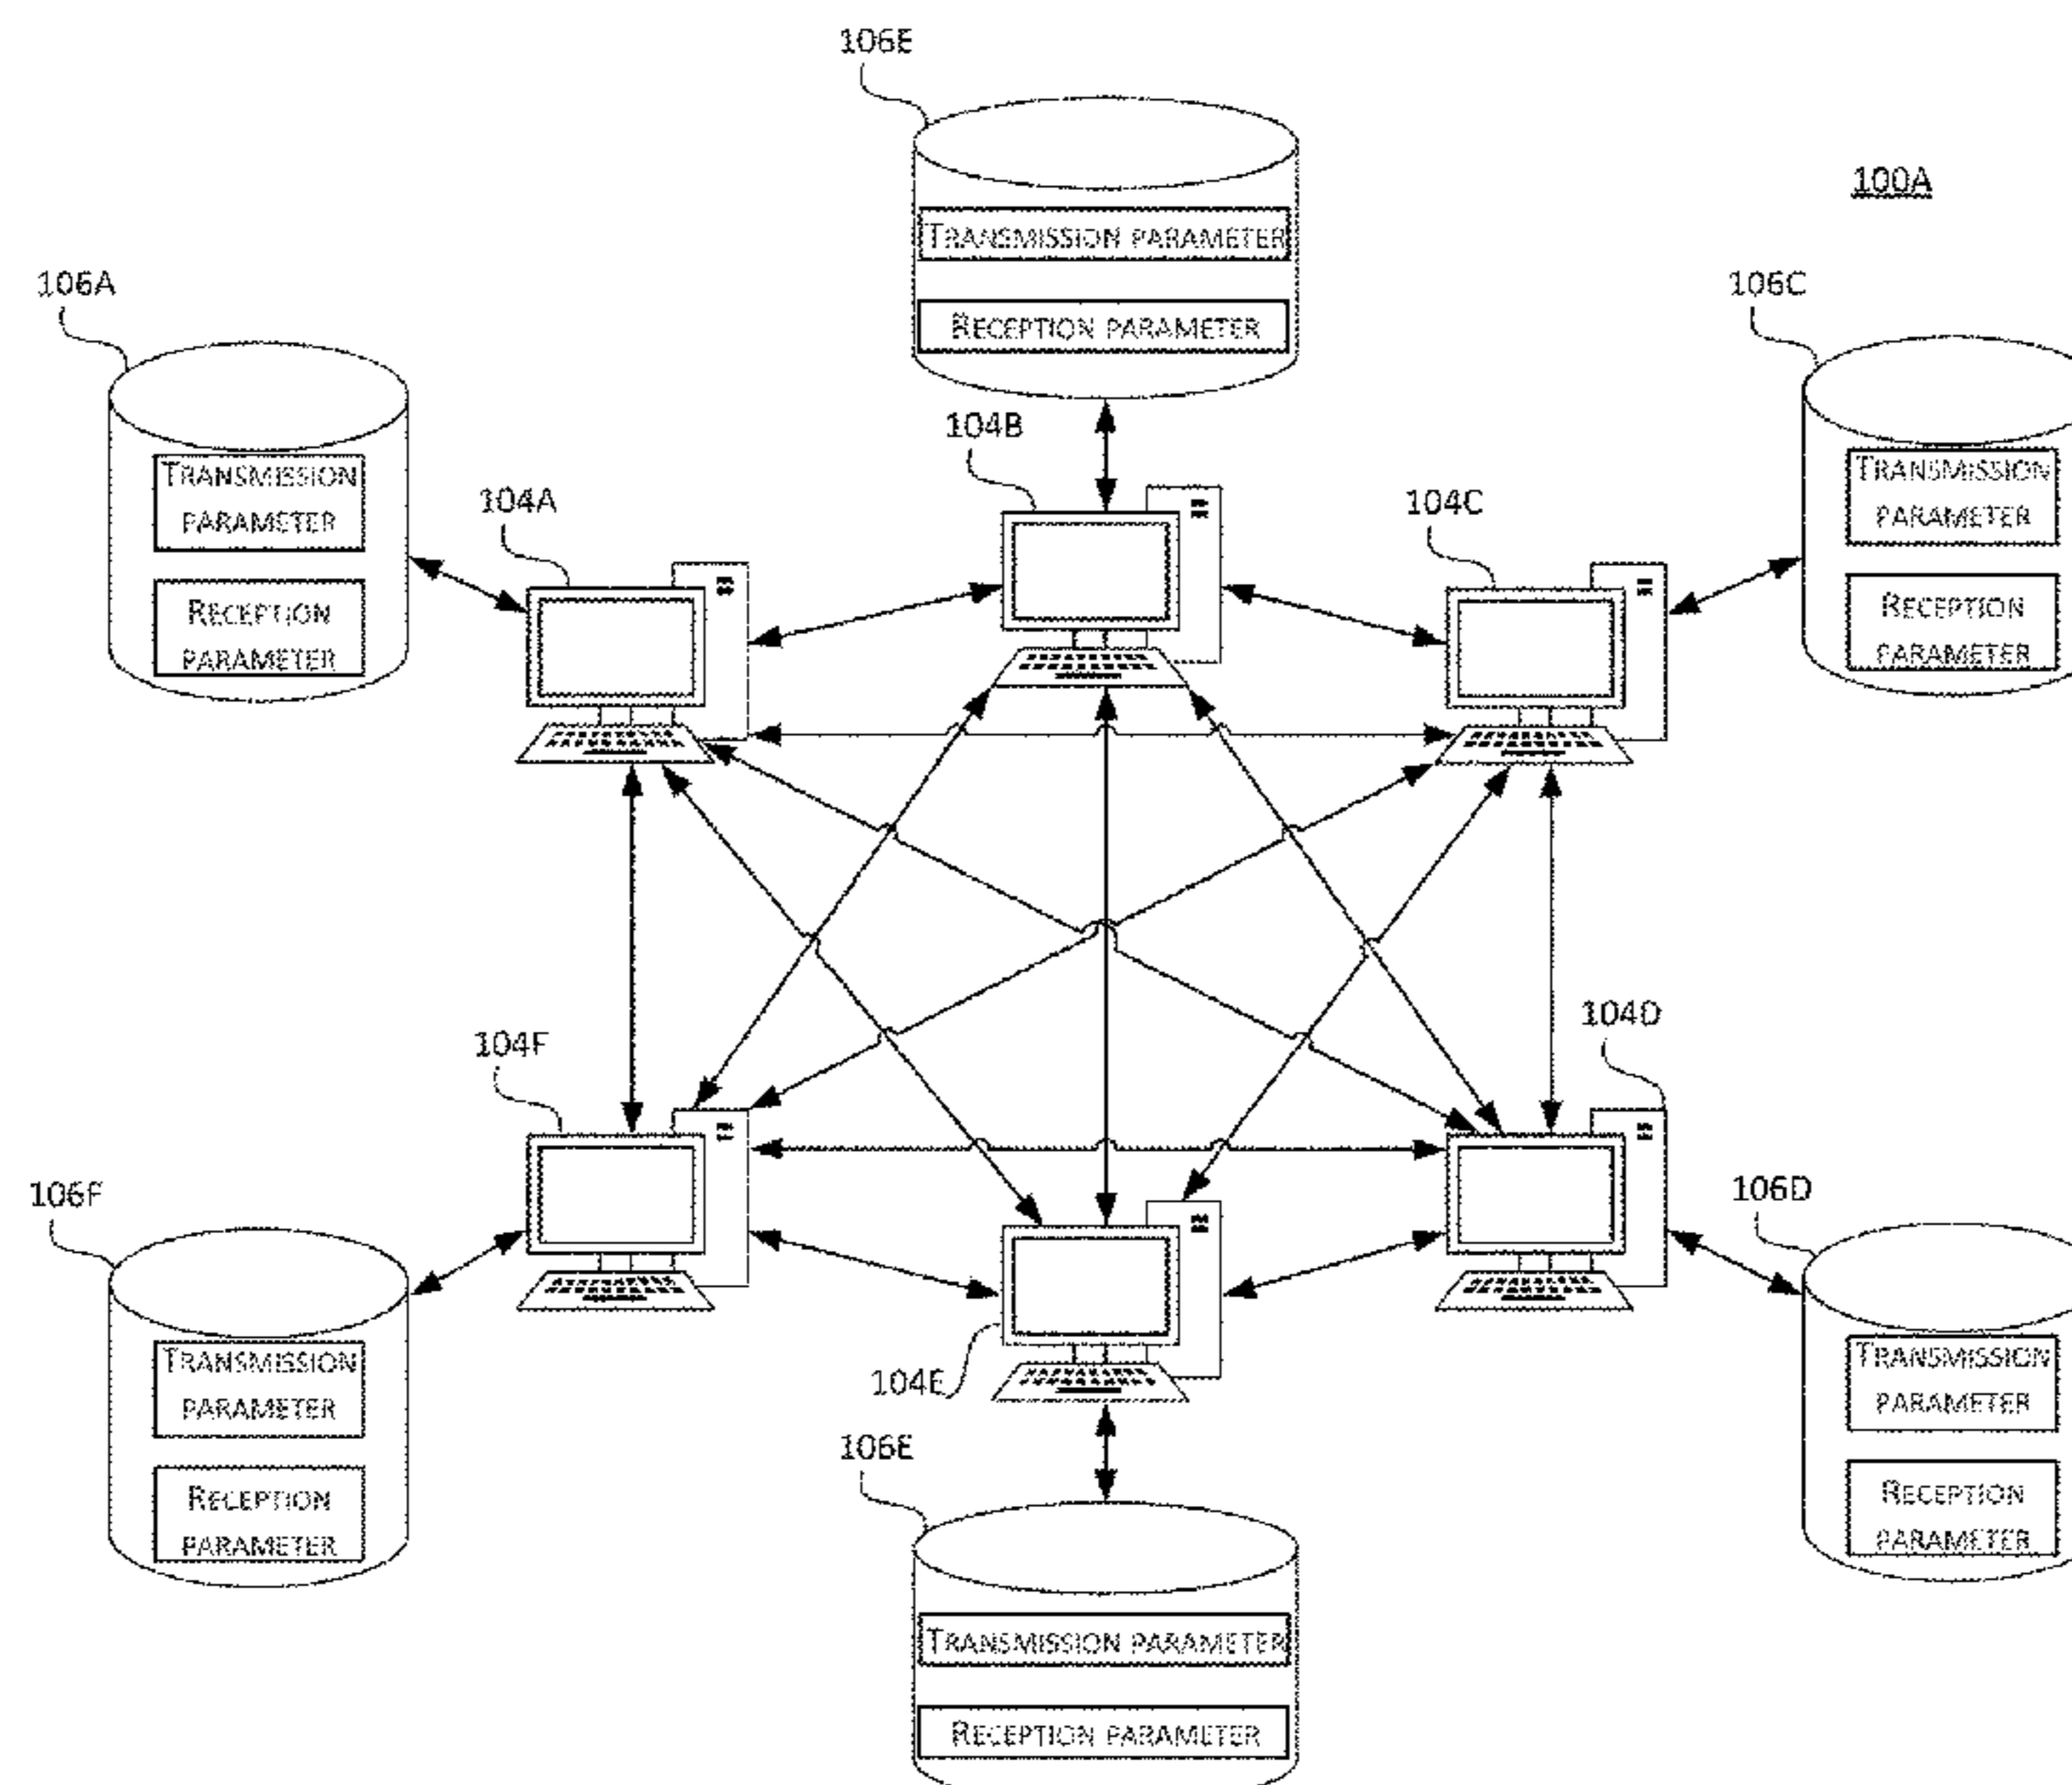 106E
100A
TRANSMISSION PARAMETER
RECEPTION PARAMETER
106A
106C
TRANSMISSION
PARAMETER
RECEPTION
PARAMETER
104B
104A
104C
TRANSMISSION
PARAMETER
RECEPTION
PARAMETER
104F
104D
106F
106D
TRANSMISSION
PARAMETER
RECEPTION
PARAMETER
104E
106E
TRANSMISSION PARAMETER
RECEPTION PARAMETER
TRANSMISSION
PARAMETER
RECEPTION
PARAMETER